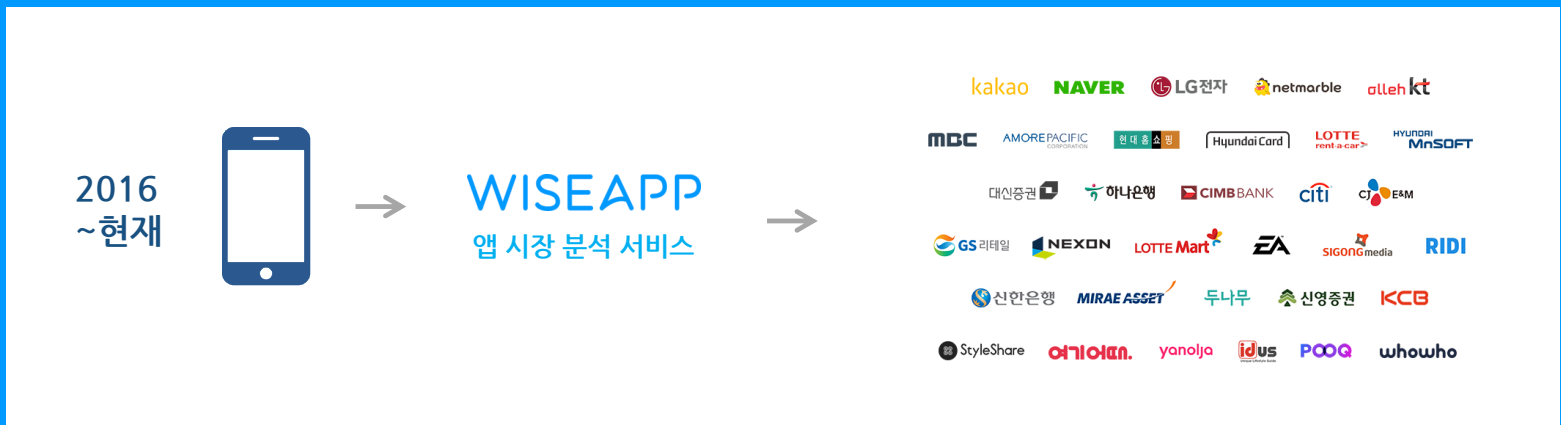 2016
~현재
WISEAPP
앱 시장 분석 서비스
kakao NAVER LG전자 netmarble olleh kt
MBC AMOREPACIFIC CORPORATION 현대홈쇼핑 Hyundai Card LOTTE rent-a-car HYUNDAI MnSOFT
대신증권 하나은행 CIMB BANK citi CJ E&M
GS리테일 NEXON LOTTE Mart EA SIGONG media RIDI
신한은행 MIRAE ASSET 두나무 신영증권 KCB
StyleShare 여기어때. yanolja idus POOQ whowho